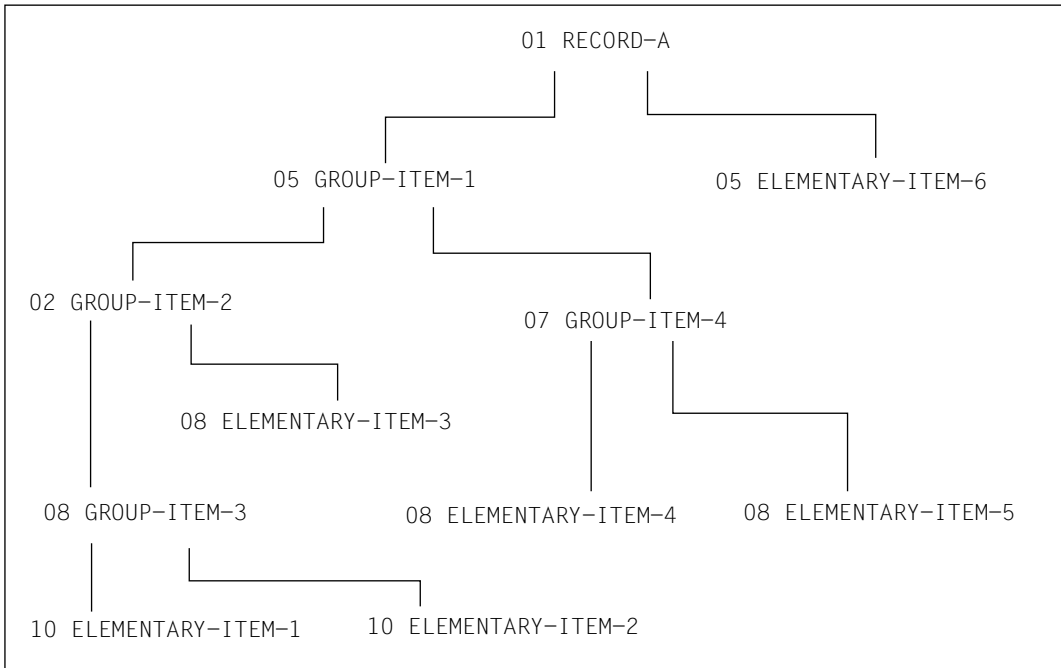 01 RECORD–A
05 GROUP–ITEM–1
05 ELEMENTARY–ITEM–6
02 GROUP–ITEM–2
07 GROUP–ITEM–4
08 ELEMENTARY–ITEM–3
08 GROUP–ITEM–3
08 ELEMENTARY–ITEM–4
08 ELEMENTARY–ITEM–5
10 ELEMENTARY–ITEM–1
10 ELEMENTARY–ITEM–2